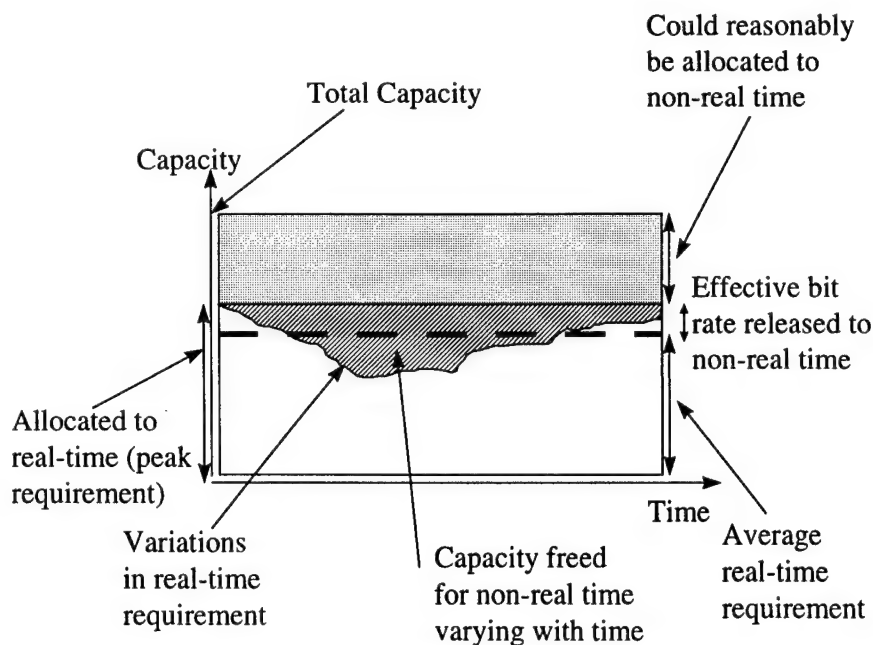 Could reasonably
be allocated to
non-real time
Total Capacity
Capacity
Effective bit
rate released to
non-real time
Allocated to
real-time (peak
requirement)
Time
Variations
in real-time
requirement
Capacity freed
for non-real time
varying with time
Average
real-time
requirement